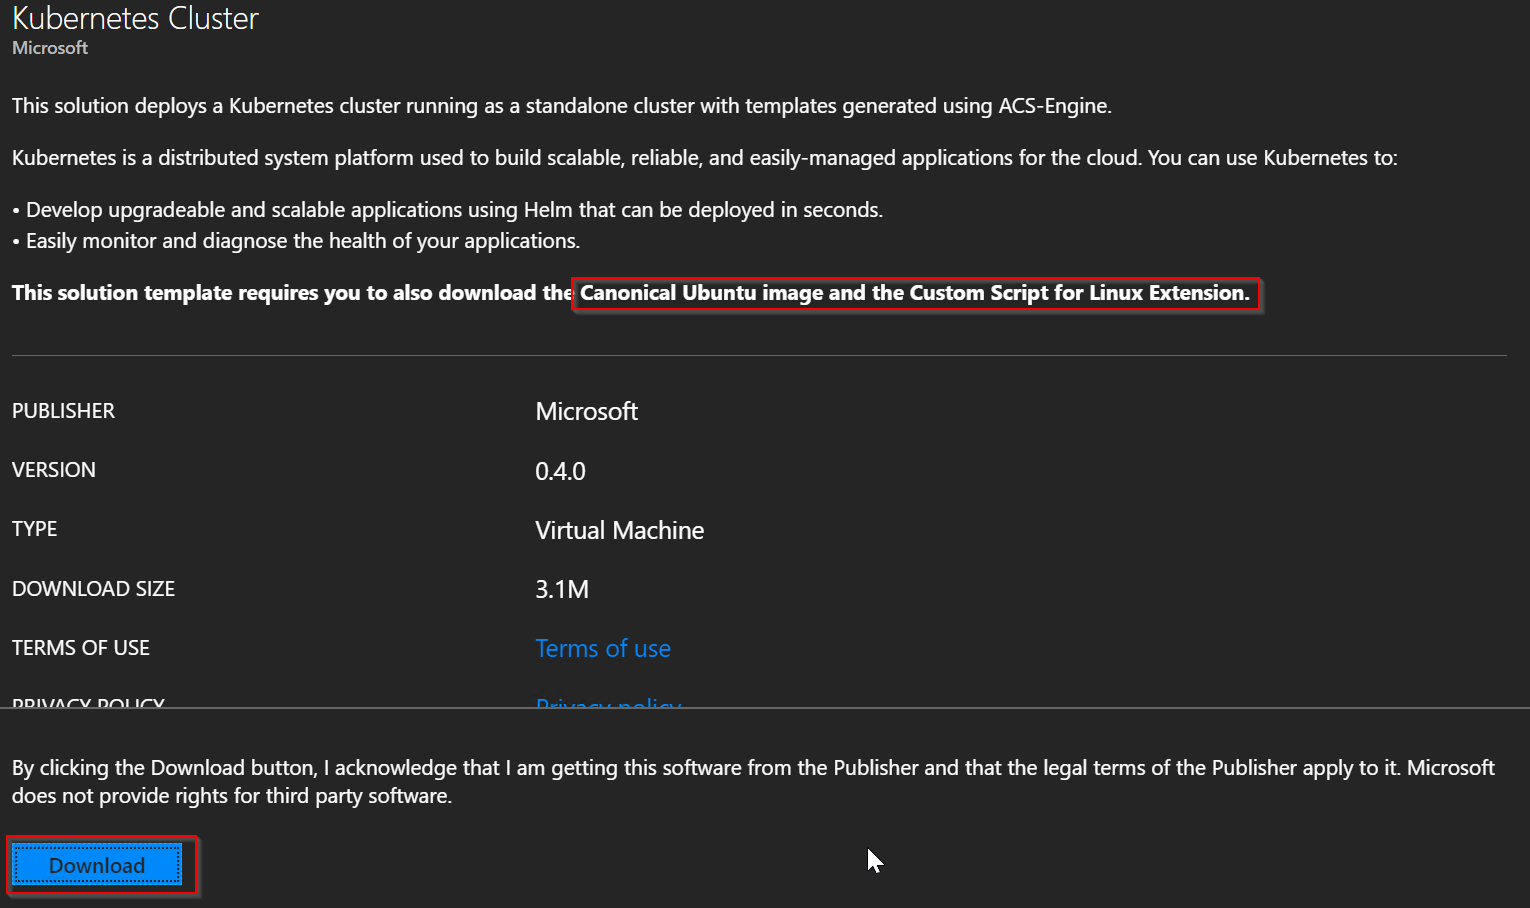 Kubernetes Cluster
Microsoft
This solution deploys a Kubernetes cluster running as a standalone cluster with templates generated using ACS-Engine.
Kubernetes is a distributed system platform used to build scalable, reliable, and easily-managed applications for the cloud. You can use Kubernetes to:
• Develop upgradeable and scalable applications using Helm that can be deployed in seconds.
• Easily monitor and diagnose the health of your applications.
This solution template requires you to also download the Canonical Ubuntu image and the Custom Script for Linux Extension.
PUBLISHER Microsoft
VERSION 0.4.0
TYPE Virtual Machine
DOWNLOAD SIZE 3.1M
TERMS OF USE Terms of use
PRIVACY POLICY Privacy policy
By clicking the Download button, I acknowledge that I am getting this software from the Publisher and that the legal terms of the Publisher apply to it. Microsoft
does not provide rights for third party software.
Download